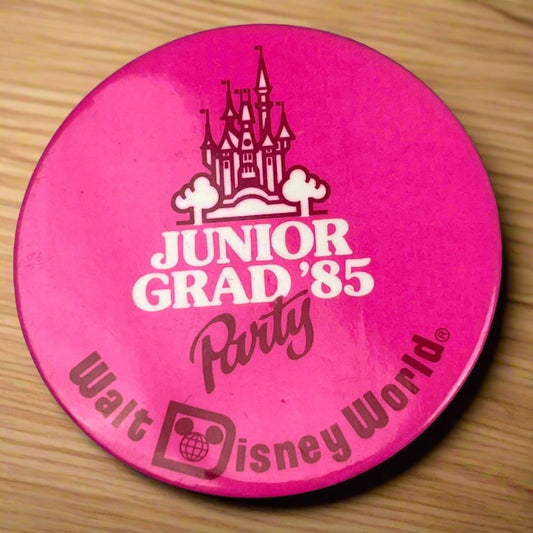 JUNIOR
GRAD '85
Party
Walt Disney World®